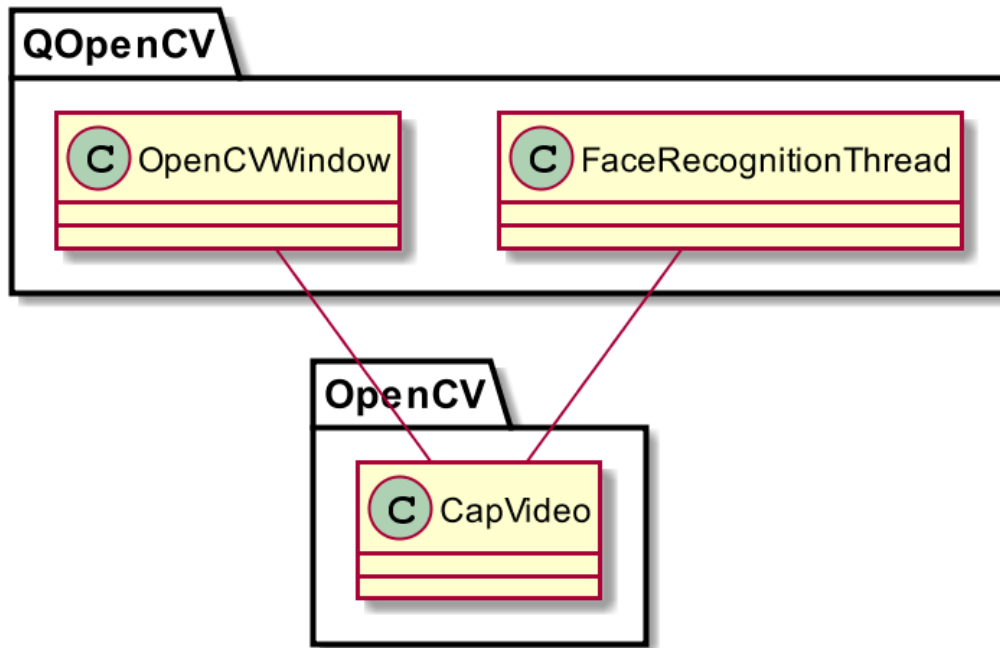 QOpenCV
C OpenCVWindow
C FaceRecognitionThread
OpenCV
C CapVideo